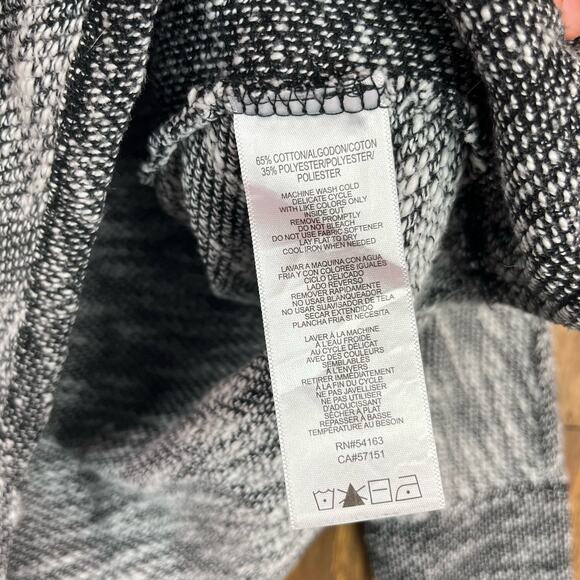 65% COTTON/ALGODON/COTON
35% POLYESTER/POLYESTER/
POLIESTER
MACHINE WASH COLD
DELICATE CYCLE
WITH LIKE COLORS ONLY
INSIDE OUT
REMOVE PROMPTLY
DO NOT BLEACH
DO NOT USE FABRIC SOFTENER
LAY FLAT TO DRY
COOL IRON WHEN NEEDED
LAVAR A MAQUINA CON AGUA
FRIA Y CON COLORES IGUALES
CICLO DELICADO
LADO REVERSO
REMOVER RAPIDAMENTE
NO USAR BLANQUEADOR
NO USAR SUAVISADOR DE TELA
SECAR EXTENDIDO
PLANCHA FRIA SI NECESITA
LAVER À LA MACHINE
À L'EAU FROIDE
AU CYCLE DÉLICAT
AVEC DES COULEURS
SEMBLABLES
À L'ENVERS
RETIRER IMMÉDIATEMENT
À LA FIN DU CYCLE
NE PAS JAVELLISER
NE PAS UTILISER
D'ADOUCISSANT
SÉCHER À PLAT
REPASSER À BASSE
TEMPÉRATURE AU BESOIN
RN#54163
CA#57151